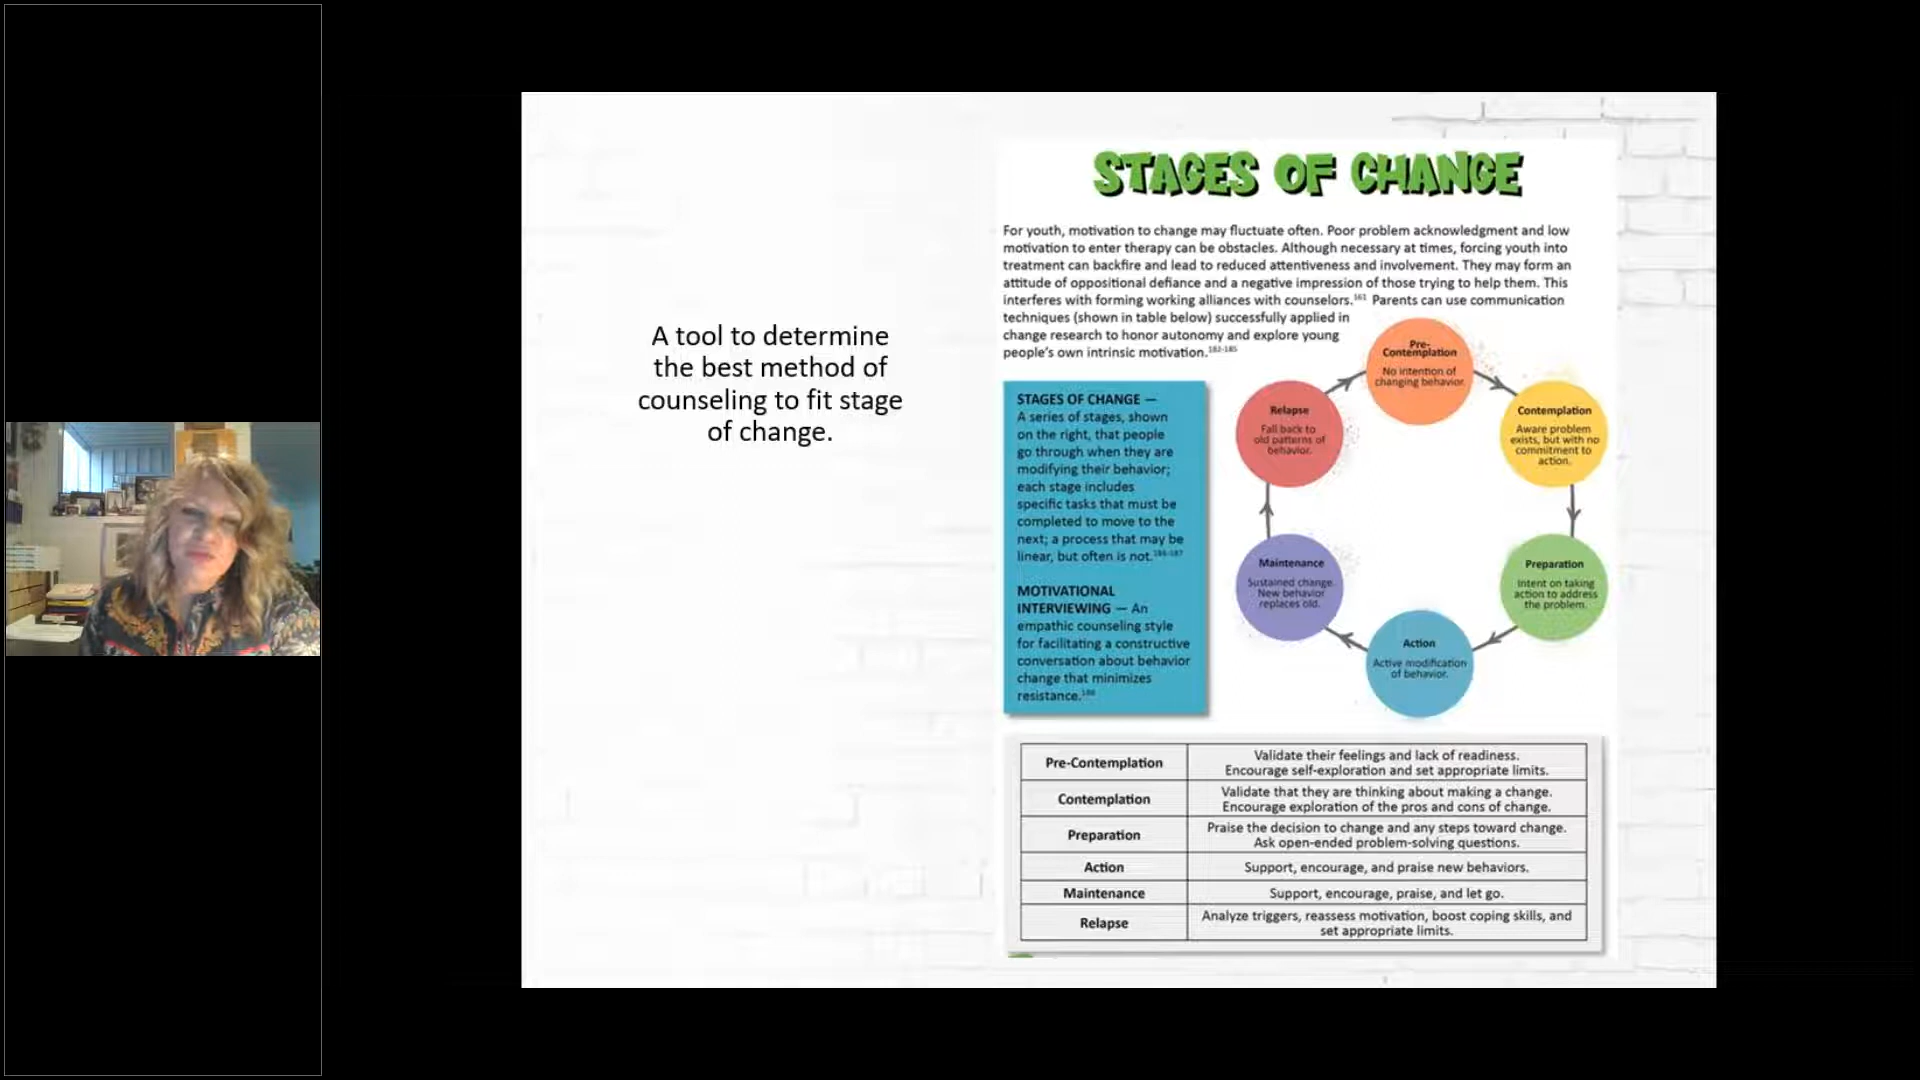 A tool to determine
the best method of
counseling to fit stage
of change.
STAGES OF CHANGE
For youth, motivation to change may fluctuate often. Poor problem acknowledgment and low
motivation to enter therapy can be obstacles. Although necessary at times, forcing youth into
treatment can backfire and lead to reduced attentiveness and involvement. They may form an
attitude of oppositional defiance and a negative impression of those trying to help them. This
interferes with forming working alliances with counselors.161 Parents can use communication
techniques (shown in table below) successfully applied in
change research to honor autonomy and explore young
people's own intrinsic motivation.
STAGES OF CHANGE —
A series of stages, shown
on the right, that people
go through when they are
modifying their behavior;
each stage includes
specific tasks that must be
completed to move to the
next; a process that may be
linear, but often is not.
MOTIVATIONAL
INTERVIEWING — An
empathic counseling style
for facilitating a constructive
conversation about behavior
change that minimizes
resistance.
Pre-
Contemplation
No intention of
changing behavior.
Contemplation
Aware problem
exists, but with no
commitment to
action.
Preparation
Intent on taking
action to address
the problem.
Action
Active modification
of behavior.
Maintenance
Sustained change.
New behavior
replaces old.
Relapse
Fall back to
old patterns of
behavior.
Pre-Contemplation
Validate their feelings and lack of readiness.
Encourage self-exploration and set appropriate limits.
Contemplation
Validate that they are thinking about making a change.
Encourage exploration of the pros and cons of change.
Preparation
Praise the decision to change and any steps toward change.
Ask open-ended problem-solving questions.
Action
Support, encourage, and praise new behaviors.
Maintenance
Support, encourage, praise, and let go.
Relapse
Analyze triggers, reassess motivation, boost coping skills, and
set appropriate limits.